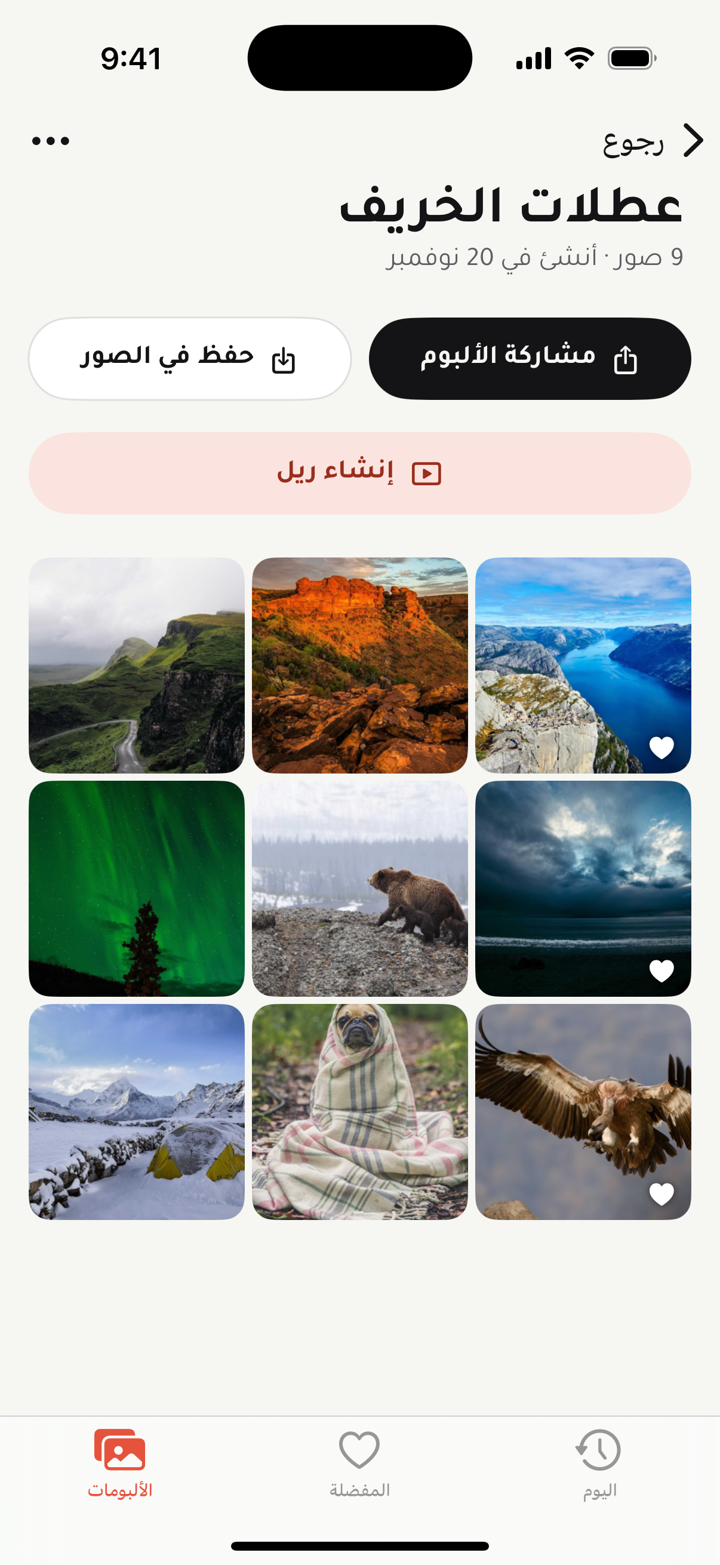 9:41
رجوع
عطلات الخريف
9 صور · أنشئ في 20 نوفمبر
مشاركة الألبوم
حفظ في الصور
إنشاء ريل
اليوم
المفضلة
الألبومات